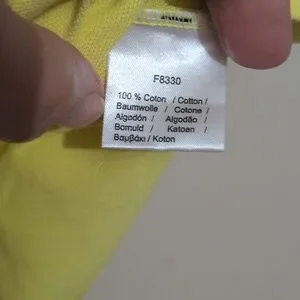 F8330
100 % Coton / Cotton /
Baumwolle / Cotone /
Algodón / Algodão /
Bomuld / Katoen /
Βαμβάκι / Koton